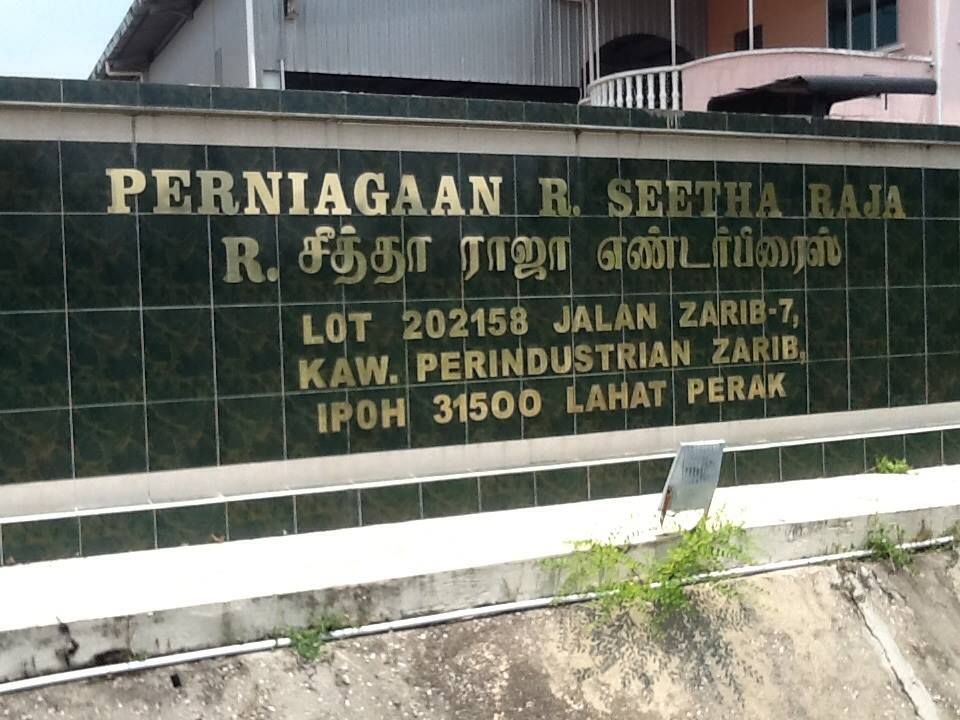 PERNIAGAAN R. SEETHA RAJA
R. சீத்தா ராஜா எண்டர்பிரைஸ்
LOT 202158 JALAN ZARIB-7,
KAW. PERINDUSTRIAN ZARIB,
IPOH 31500 LAHAT PERAK